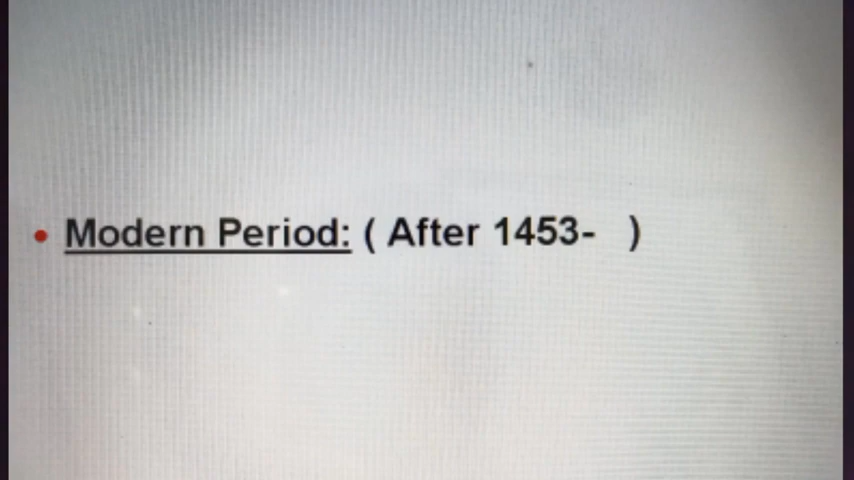 • Modern Period: ( After 1453-   )